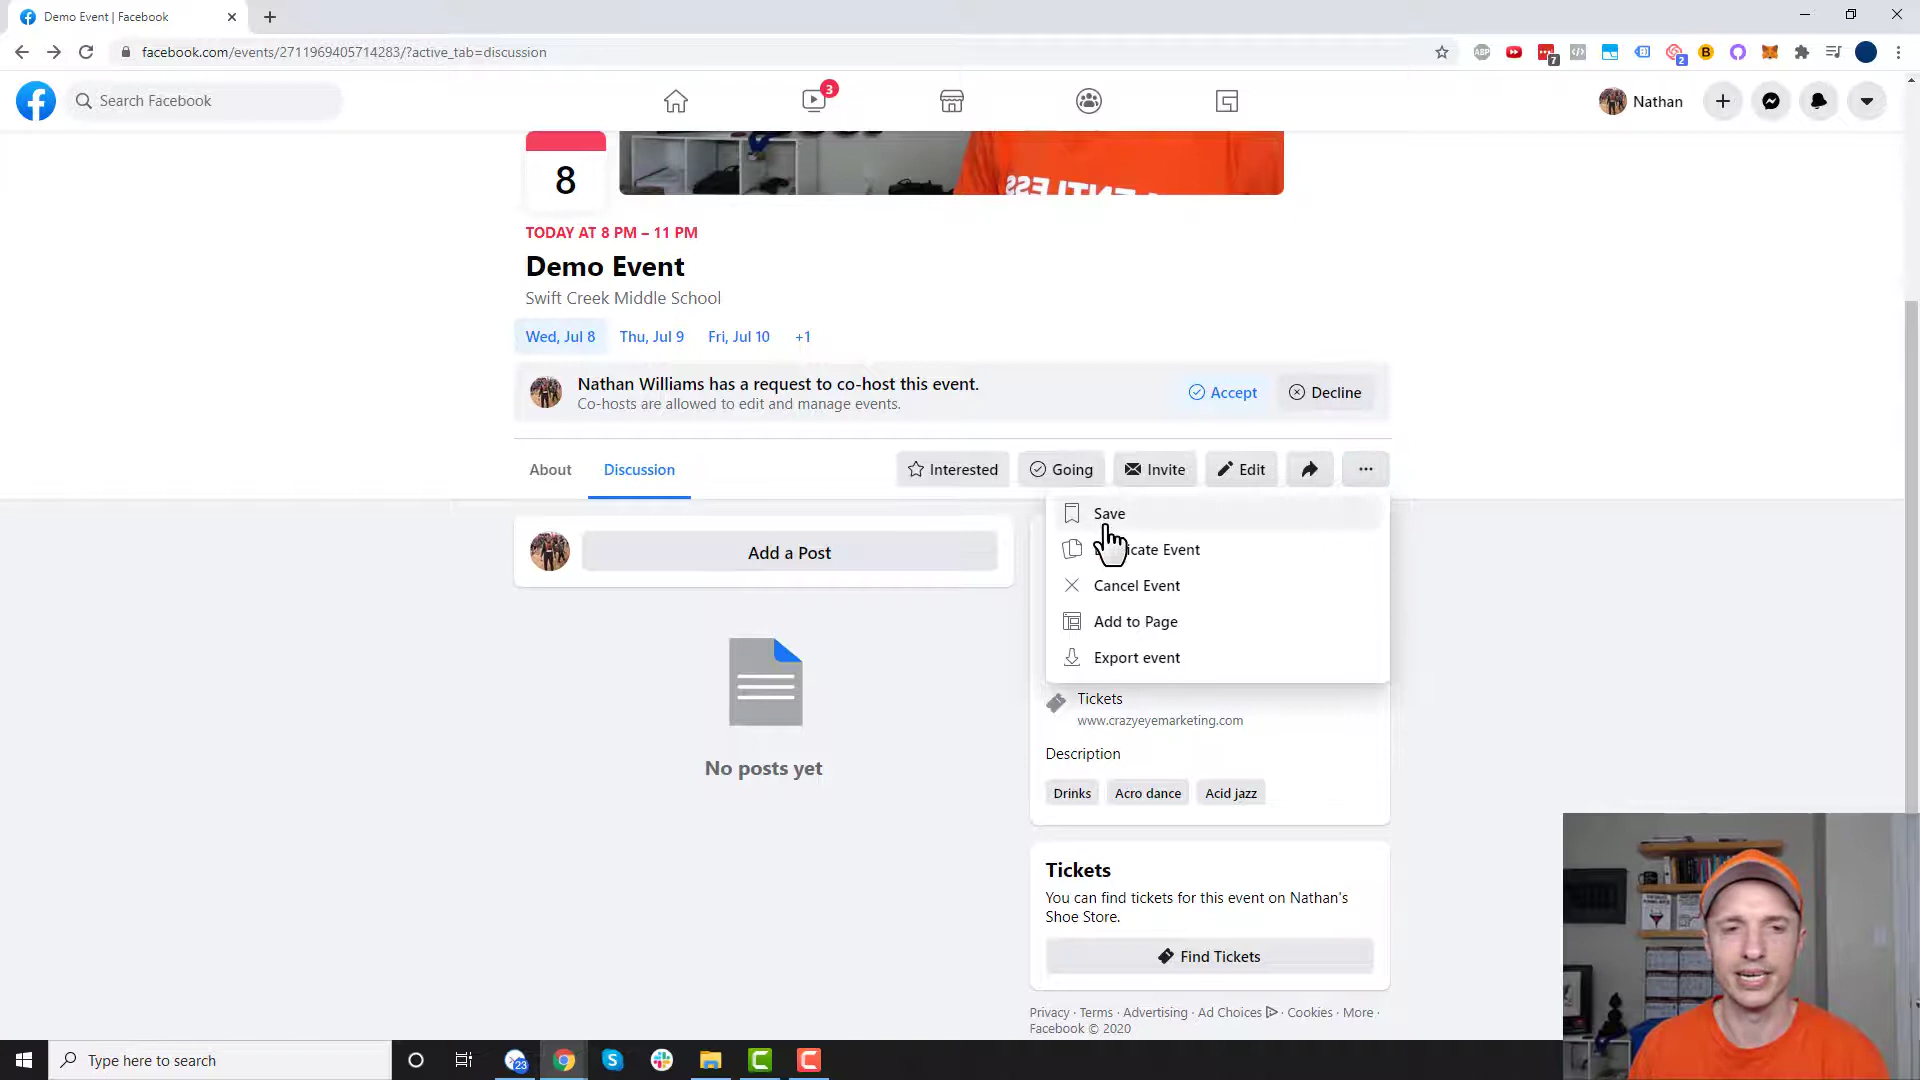 Demo Event | Facebook
facebook.com/events/2711969405714283/?active_tab=discussion
ABP
7
2
B
Search Facebook
3
Nathan
8
TODAY AT 8 PM – 11 PM
Demo Event
Swift Creek Middle School
Wed, Jul 8
Thu, Jul 9
Fri, Jul 10
+1
Nathan Williams has a request to co-host this event.
Co-hosts are allowed to edit and manage events.
Accept
Decline
About
Discussion
Interested
Going
Invite
Edit
Save
icate Event
Cancel Event
Add to Page
Export event
Add a Post
No posts yet
Tickets
www.crazyeyemarketing.com
Description
Drinks
Acro dance
Acid jazz
Tickets
You can find tickets for this event on Nathan's
Shoe Store.
Find Tickets
Privacy · Terms · Advertising · Ad Choices · Cookies · More ·
Facebook © 2020
Type here to search
23